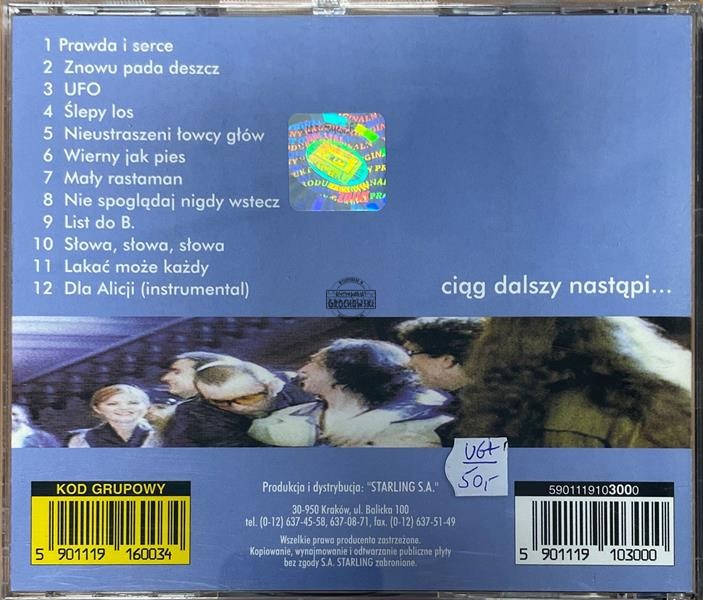 1 Prawda i serce
2 Znowu pada deszcz
3 UFO
4 Ślepy los
5 Nieustraszeni łowcy głów
6 Wierny jak pies
7 Mały rastaman
8 Nie spoglądaj nigdy wstecz
9 List do B.
10 Słowa, słowa, słowa
11 Lakać może każdy
12 Dla Alicji (instrumental)
ciąg dalszy nastąpi...
GROCHOWSKI
KOD GRUPOWY
5 901119 160034
Produkcja i dystrybucja: "STARLING S.A."
30-950 Kraków, ul. Balicka 100
tel. (0-12) 637-45-58, 637-08-71, fax. (0-12) 637-51-49
Wszelkie prawa producenta zastrzeżone.
Kopiowanie, wynajmowanie i odtwarzanie publiczne płyty
bez zgody S.A. STARLING zabronione.
50,-
5901119103000
5 901119 103000